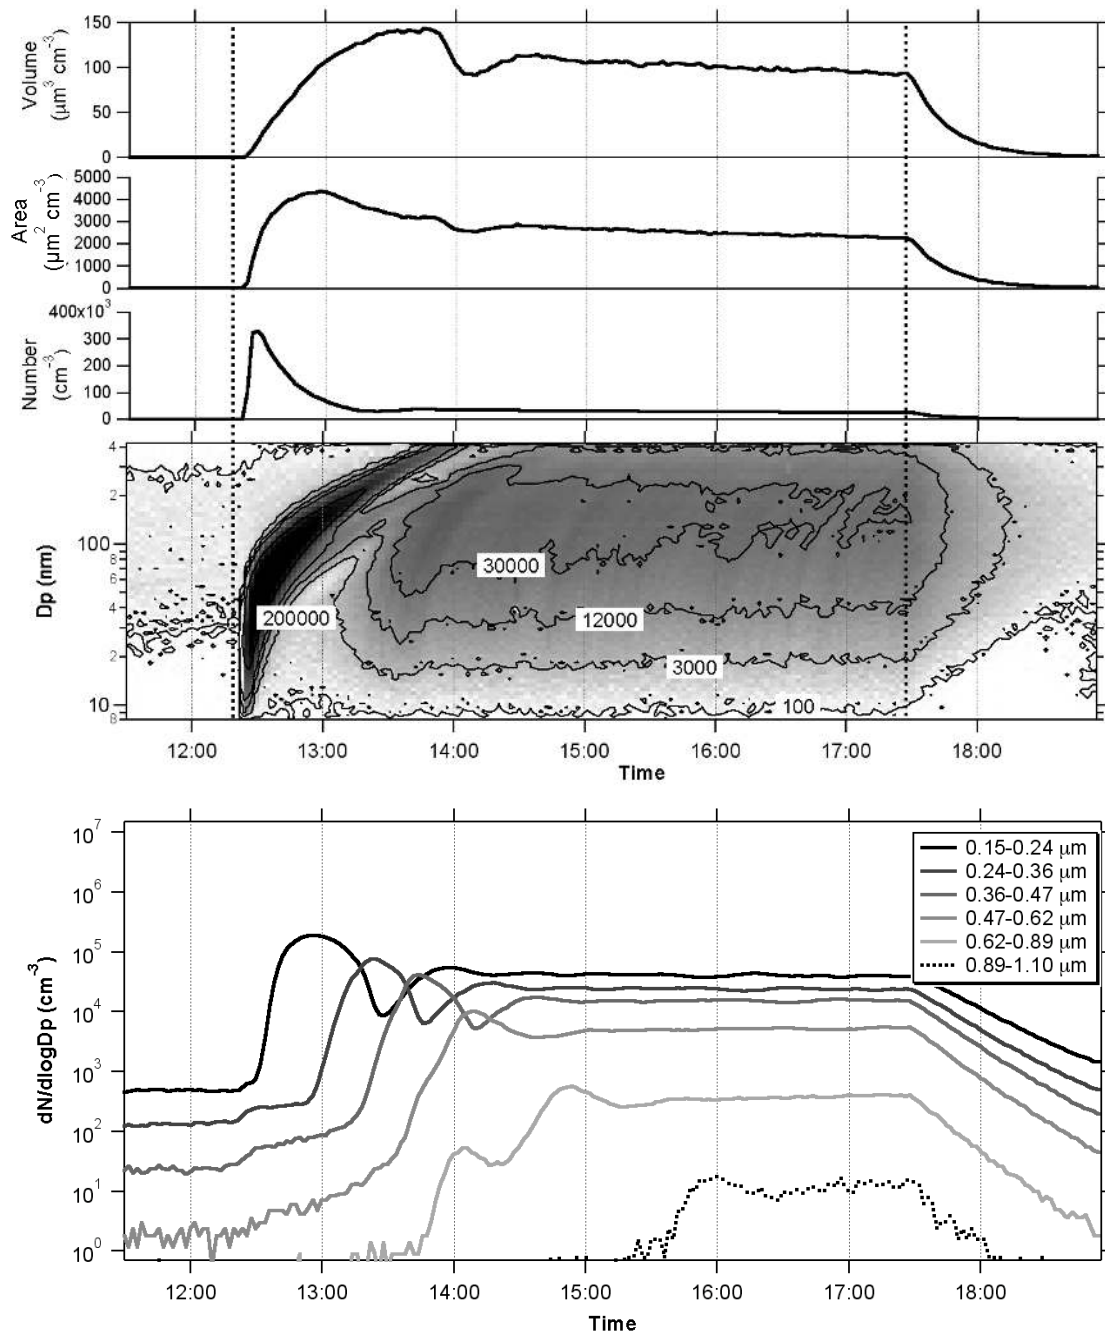 150
100
50
0
Volume
(μm³ cm⁻³)
5000
4000
3000
2000
1000
0
Area
(μm² cm⁻³)
400x10³
300
200
100
0
Number
(cm⁻³)
4
2
100
8
6
4
2
10
8
Dp (nm)
200000
30000
12000
3000
100
12:00 13:00 14:00 15:00 16:00 17:00 18:00
Time
10⁷
10⁶
10⁵
10⁴
10³
10²
10¹
10⁰
dN/dlogDp (cm⁻³)
0.15-0.24 μm
0.24-0.36 μm
0.36-0.47 μm
0.47-0.62 μm
0.62-0.89 μm
0.89-1.10 μm
12:00 13:00 14:00 15:00 16:00 17:00 18:00
Time